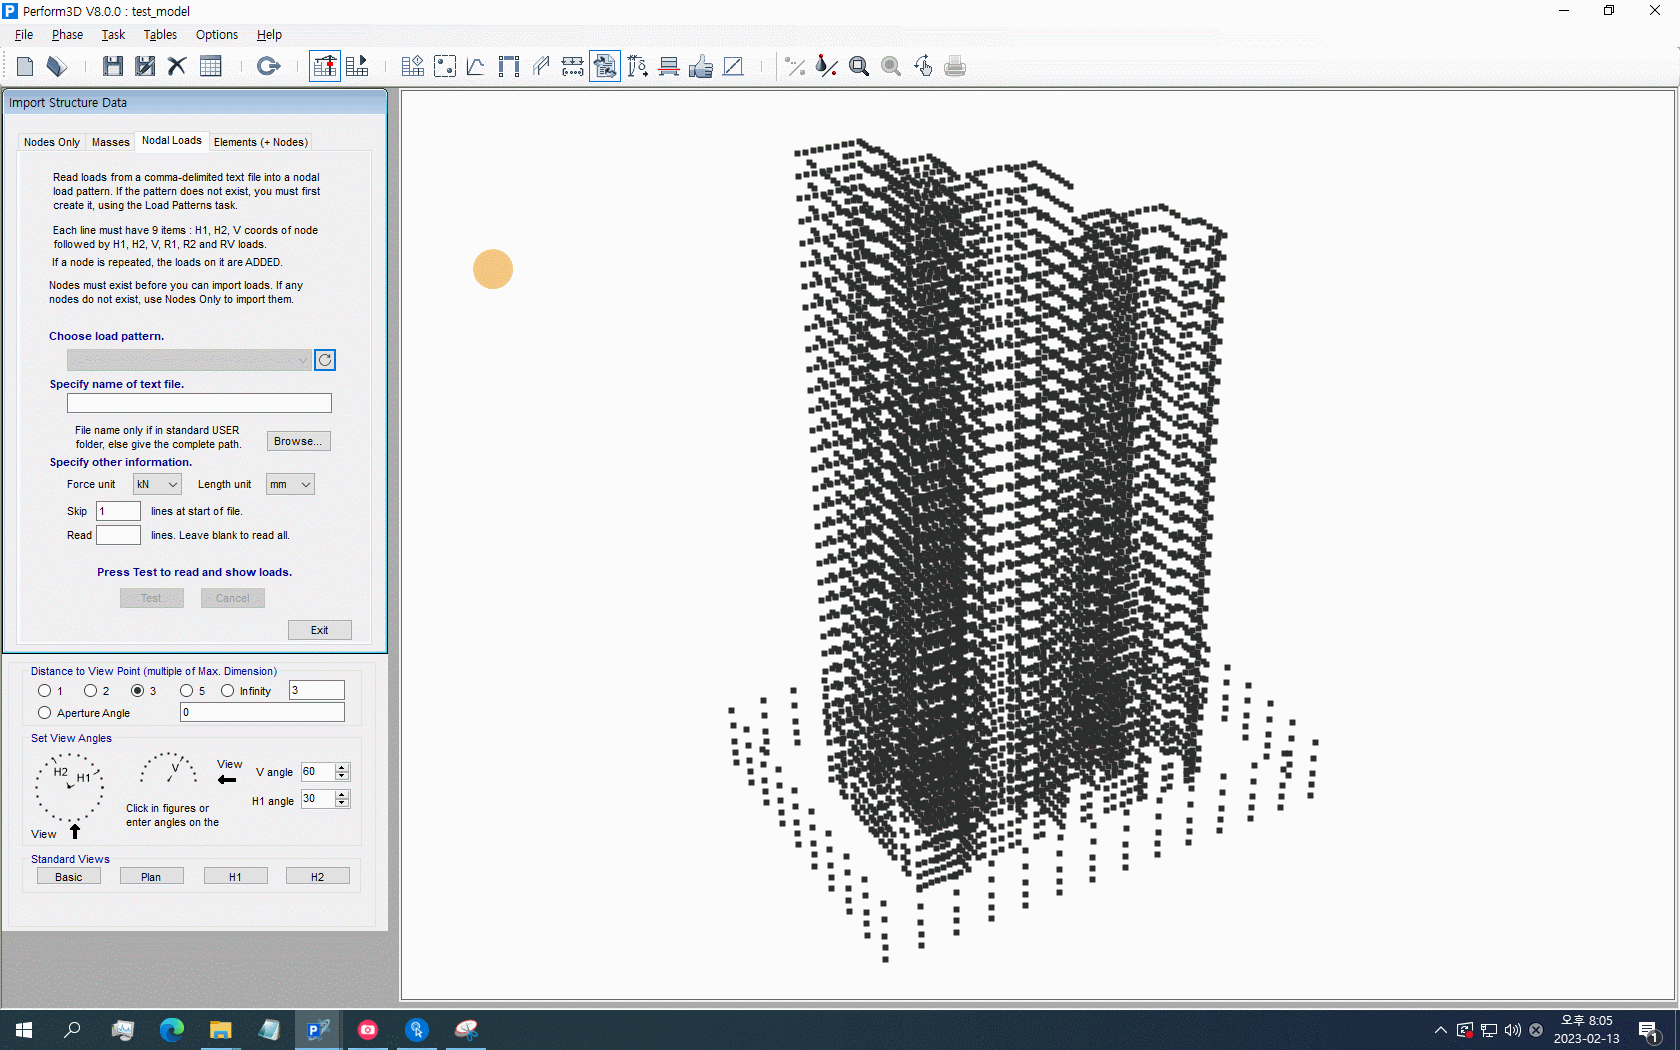 Perform3D V8.0.0 : test_model
File Phase Task Tables Options Help
Import Structure Data
Nodes Only Masses Nodal Loads Elements (+ Nodes)
Read loads from a comma-delimited text file into a nodal
load pattern. If the pattern does not exist, you must first
create it, using the Load Patterns task.
Each line must have 9 items : H1, H2, V coords of node
followed by H1, H2, V, R1, R2 and RV loads.
If a node is repeated, the loads on it are ADDED.
Nodes must exist before you can import loads. If any
nodes do not exist, use Nodes Only to import them.
Choose load pattern.
Specify name of text file.
File name only if in standard USER
folder, else give the complete path.
Browse...
Specify other information.
Force unit kN Length unit mm
Skip 1 lines at start of file.
Read lines. Leave blank to read all.
Press Test to read and show loads.
Test Cancel
Exit
Distance to View Point (multiple of Max. Dimension)
1 2 3 5 Infinity 3
Aperture Angle 0
Set View Angles
H2 H1 V View V angle 60
H1 angle 30
Click in figures or
enter angles on the
View
Standard Views
Basic Plan H1 H2
오후 8:05
2023-02-13
1